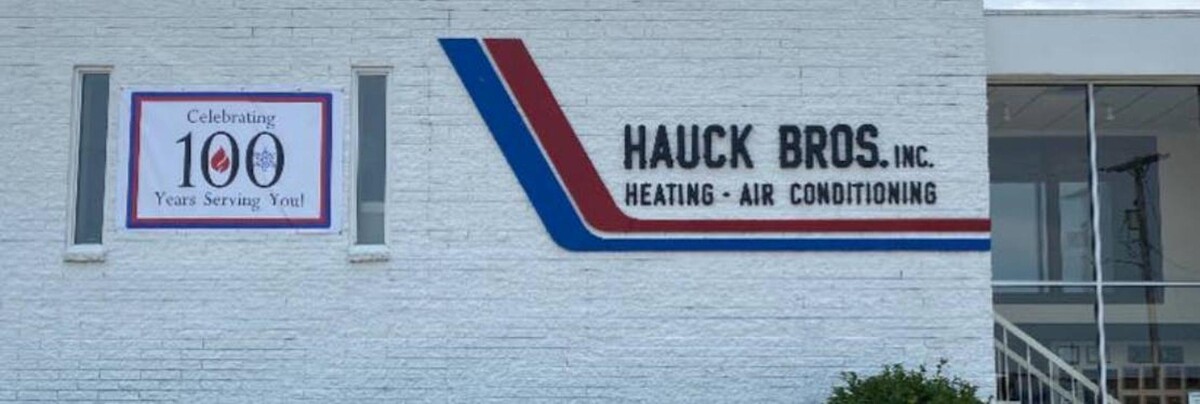 Celebrating
100
Years Serving You!
HAUCK BROS. INC.
HEATING - AIR CONDITIONING